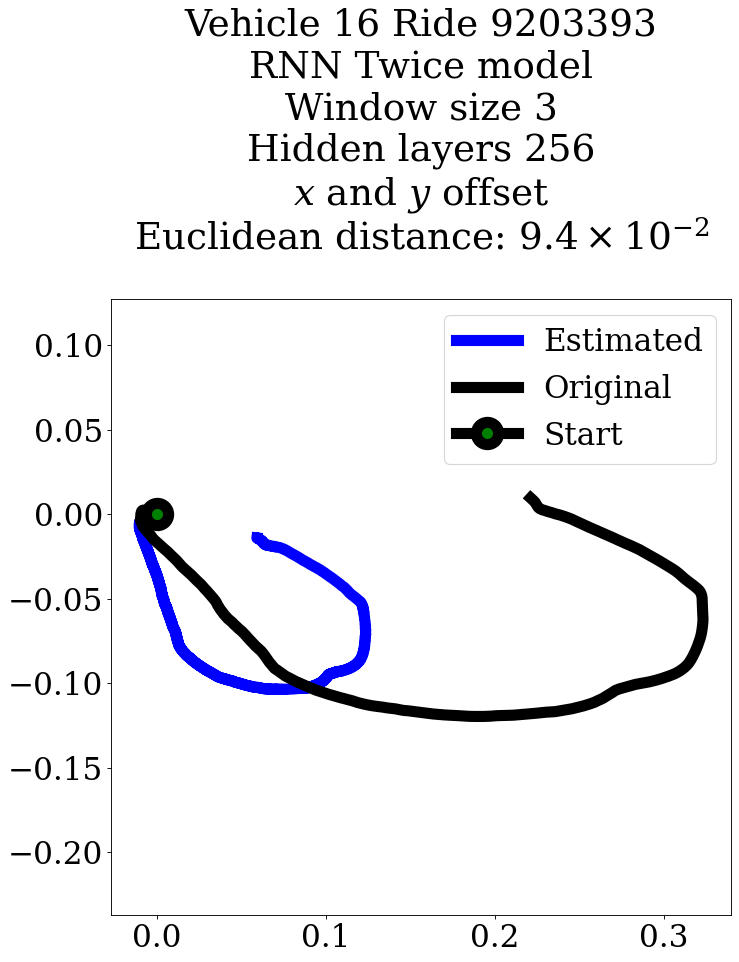 Vehicle 16 Ride 9203393
RNN Twice model
Window size 3
Hidden layers 256
x and y offset
Euclidean distance: 9.4 × 10⁻²
Estimated
Original
Start
0.10
0.05
0.00
−0.05
−0.10
−0.15
−0.20
0.0 0.1 0.2 0.3